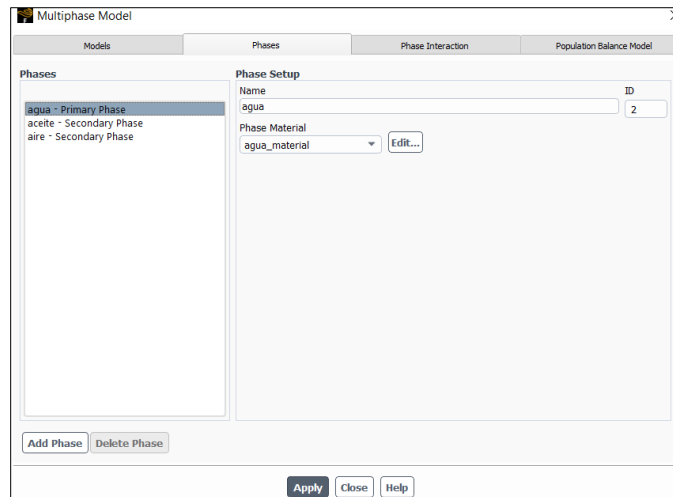 Multiphase Model
Models
Phases
Phase Interaction
Population Balance Model
Phases
agua - Primary Phase
aceite - Secondary Phase
aire - Secondary Phase
Phase Setup
Name
ID
agua
2
Phase Material
agua_material
Edit...
Add Phase
Delete Phase
Apply
Close
Help